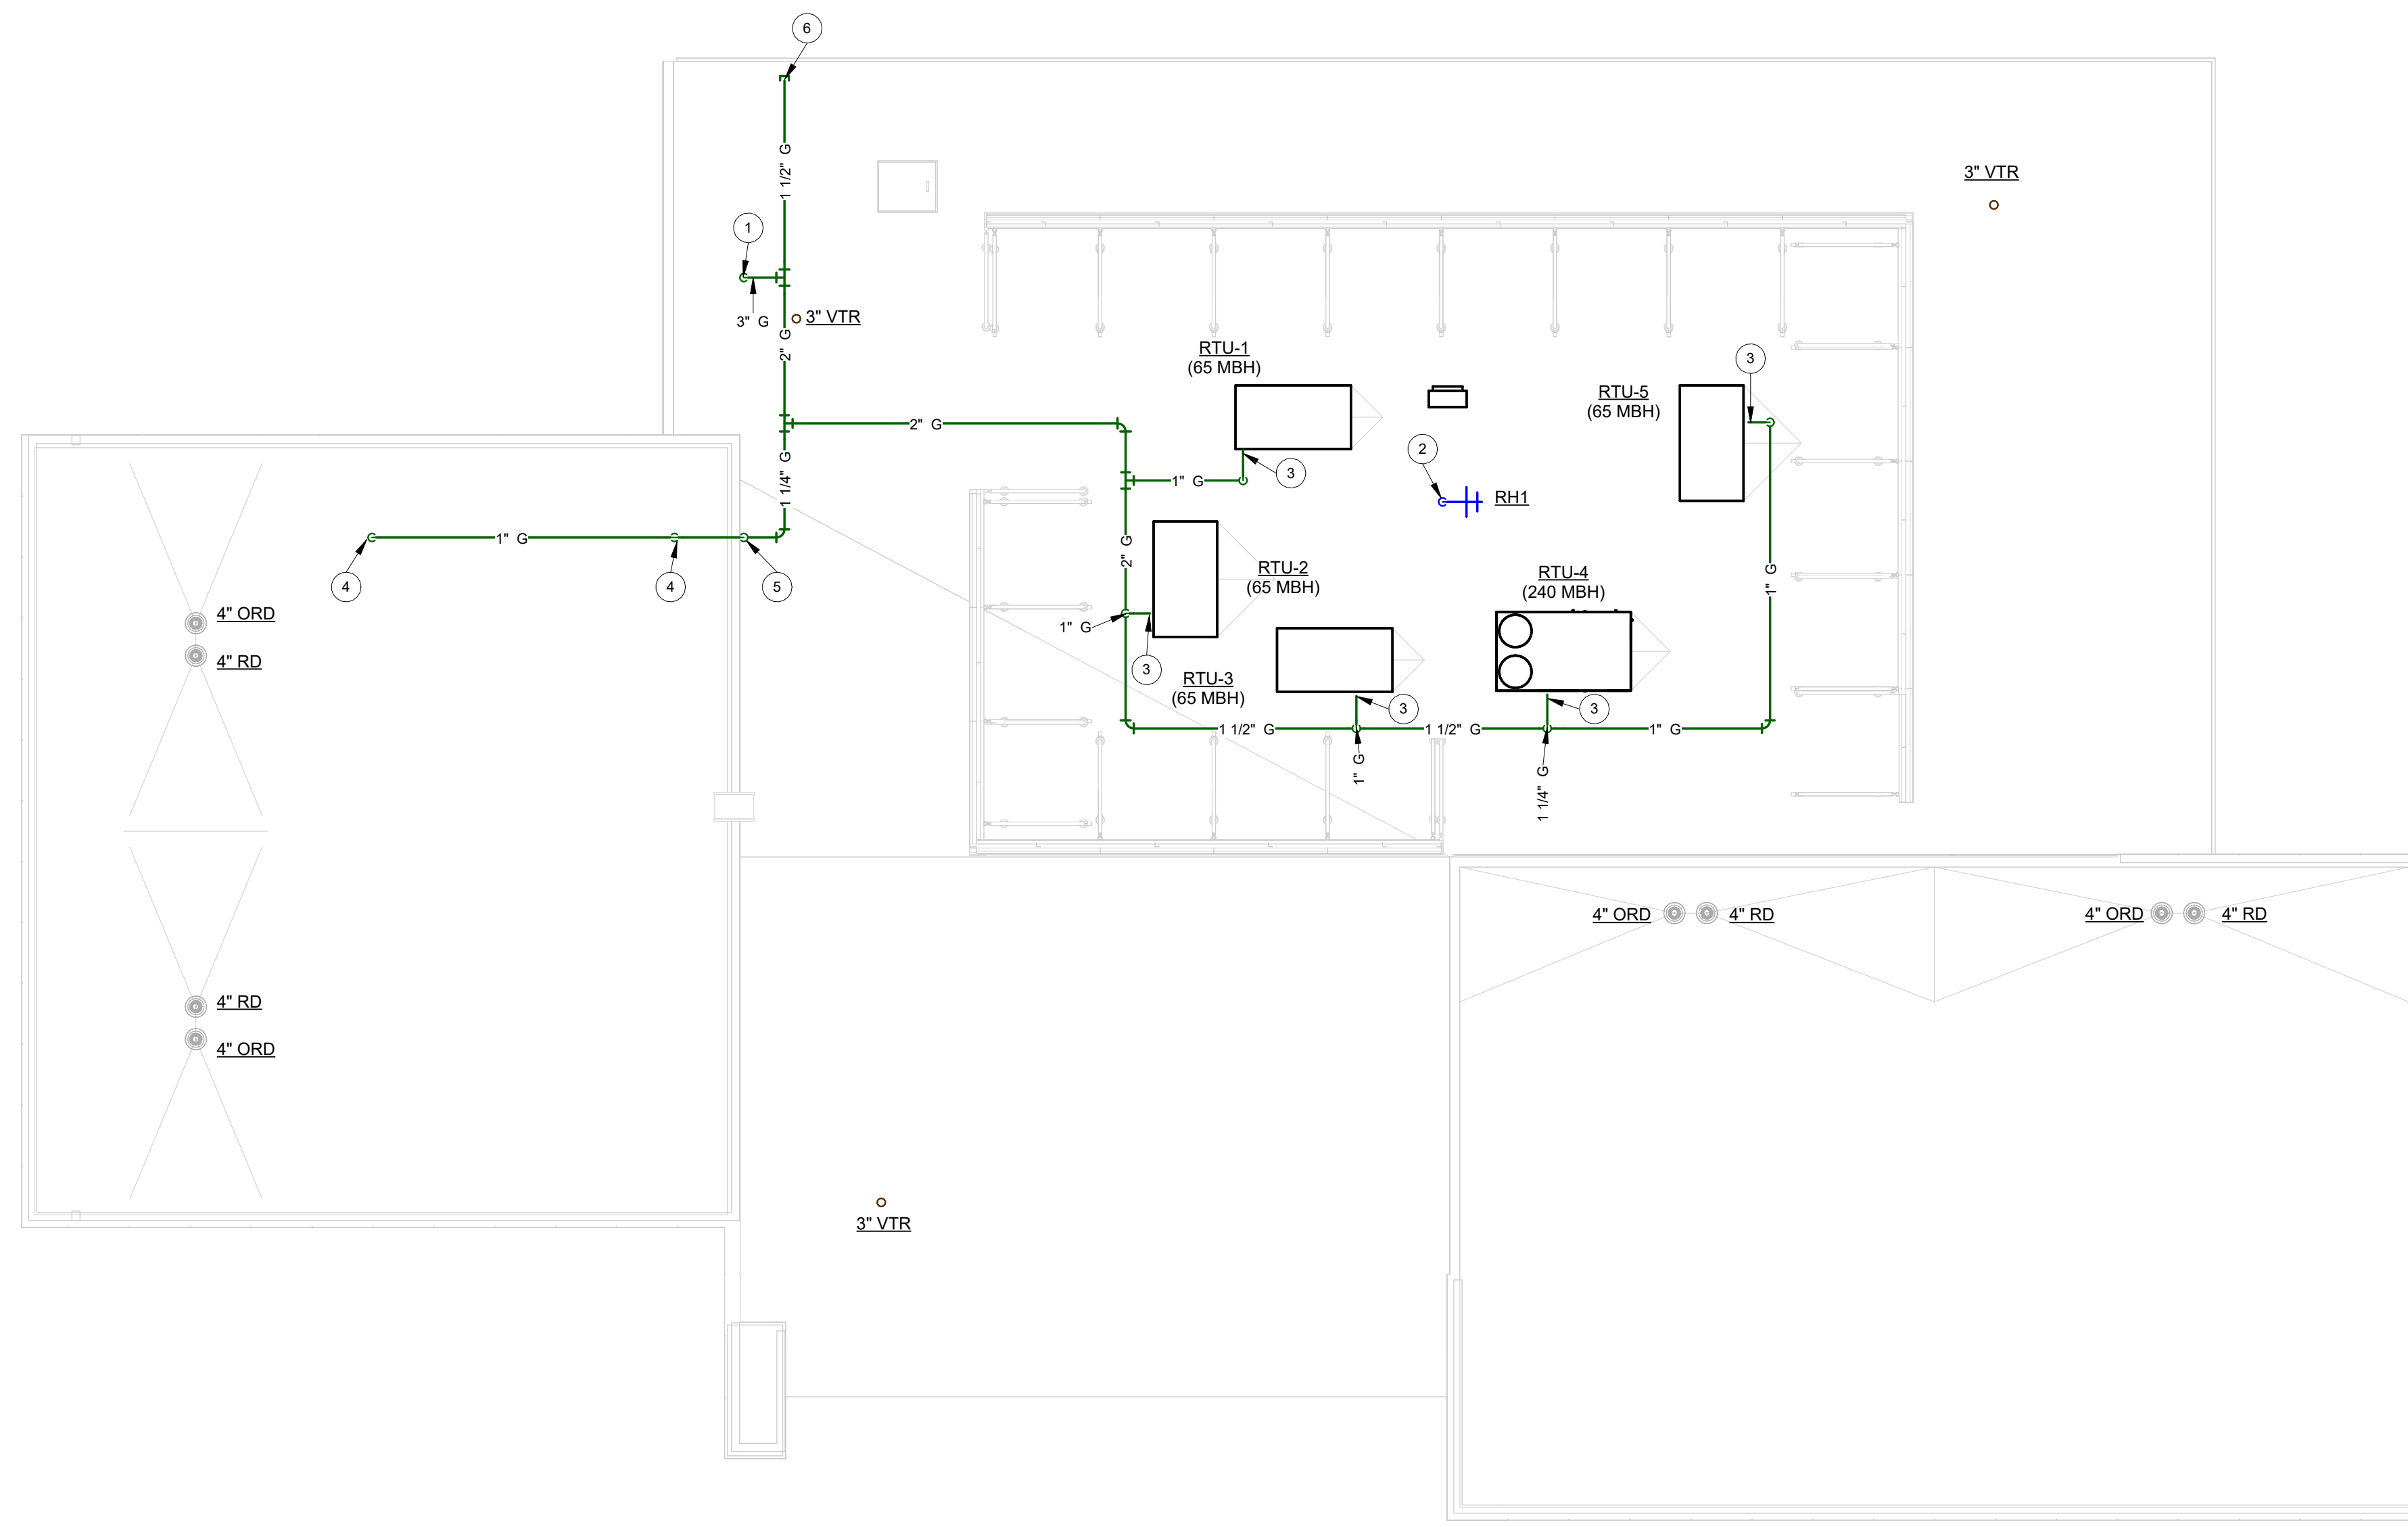 6
1 1/2" G
3" VTR
1
3" G
3" VTR
2" G
RTU-1
(65 MBH)
3
RTU-5
(65 MBH)
2" G
2
1 1/4" G
1" G
3
RH1
1" G
2" G
4
4
5
RTU-2
(65 MBH)
RTU-4
(240 MBH)
1" G
4" ORD
1" G
4" RD
3
RTU-3
(65 MBH)
3
3
1 1/2" G
1 1/2" G
1" G
1" G
1 1/4" G
4" ORD
4" RD
4" ORD
4" RD
4" RD
4" ORD
3" VTR